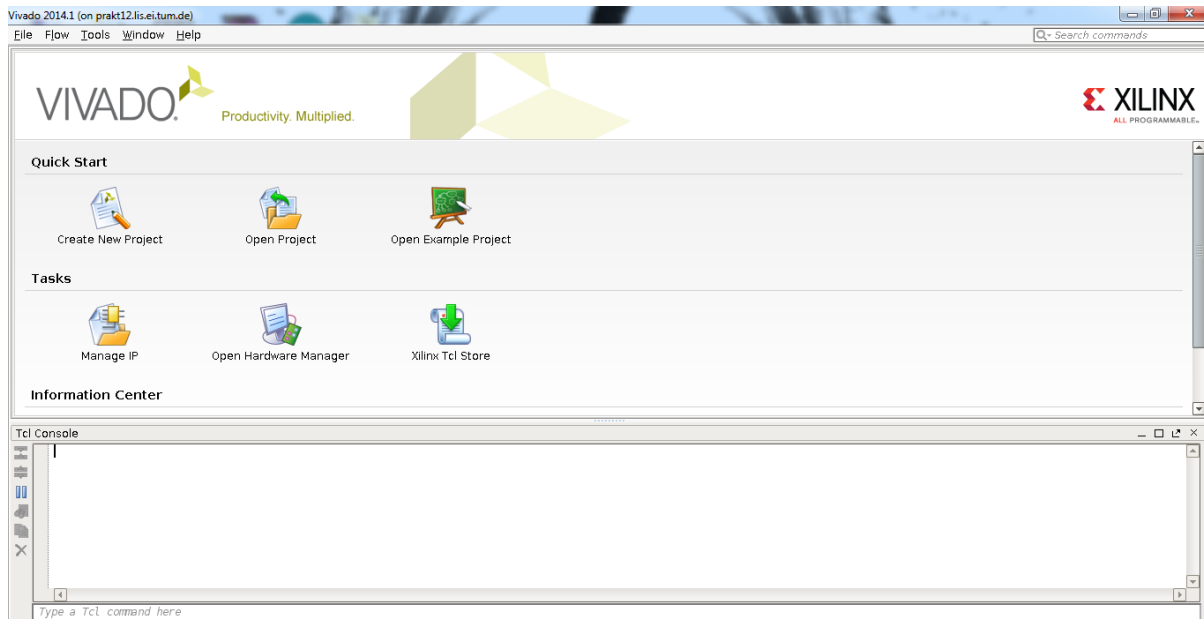 Vivado 2014.1 (on prakt12.lis.ei.tum.de)
File Flow Tools Window Help
Search commands
VIVADO.
Productivity. Multiplied.
XILINX
ALL PROGRAMMABLE™
Quick Start
Create New Project Open Project Open Example Project
Tasks
Manage IP Open Hardware Manager Xilinx Tcl Store
Information Center
Tcl Console
Type a Tcl command here